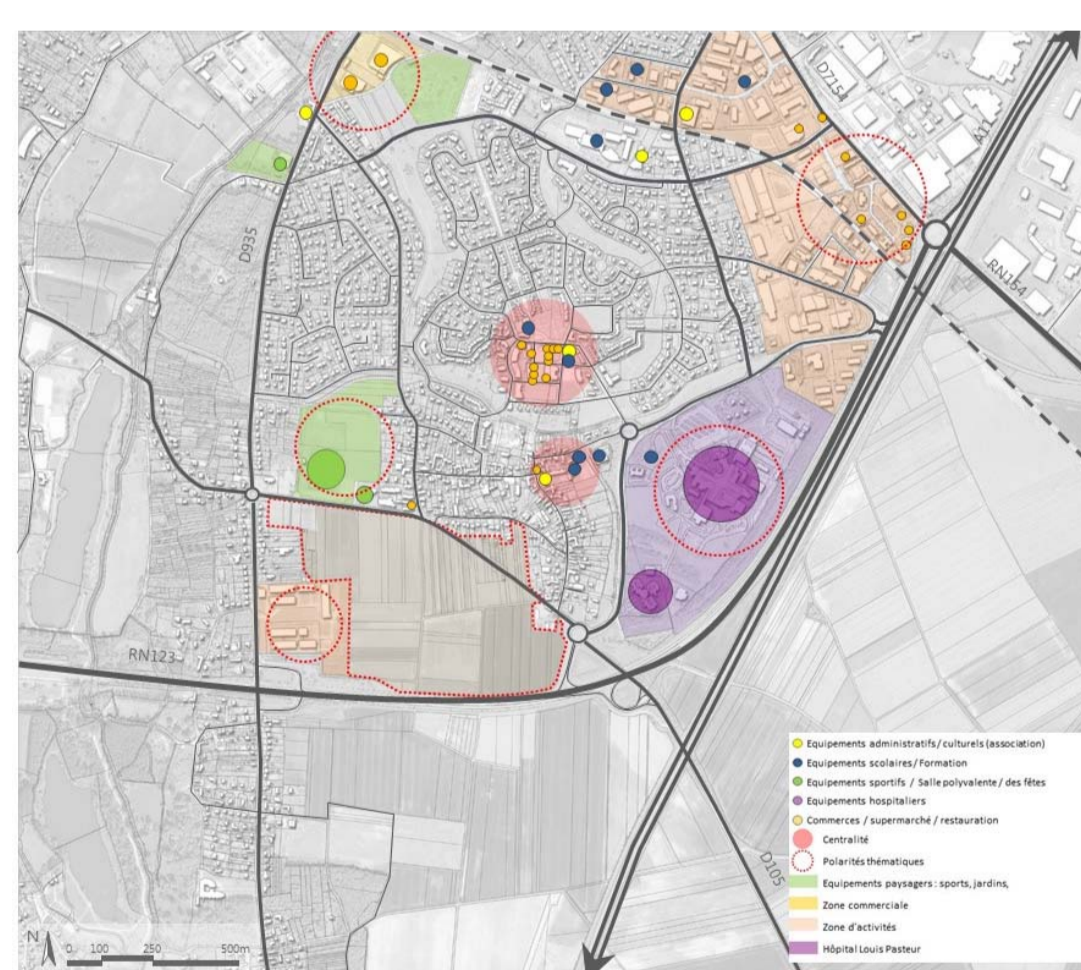 D7154
A11
D935
RN154
RN123
D105
Equipements administratifs / culturels (association)
Equipements scolaires / Formation
Equipements sportifs / Salle polyvalente / des fêtes
Equipements hospitaliers
Commerces / supermarché / restauration
Centralité
Polarités thématiques
Equipements paysagers : sports, jardins,
Zone commerciale
Zone d'activités
Hôpital Louis Pasteur
N
0 100 250 500m